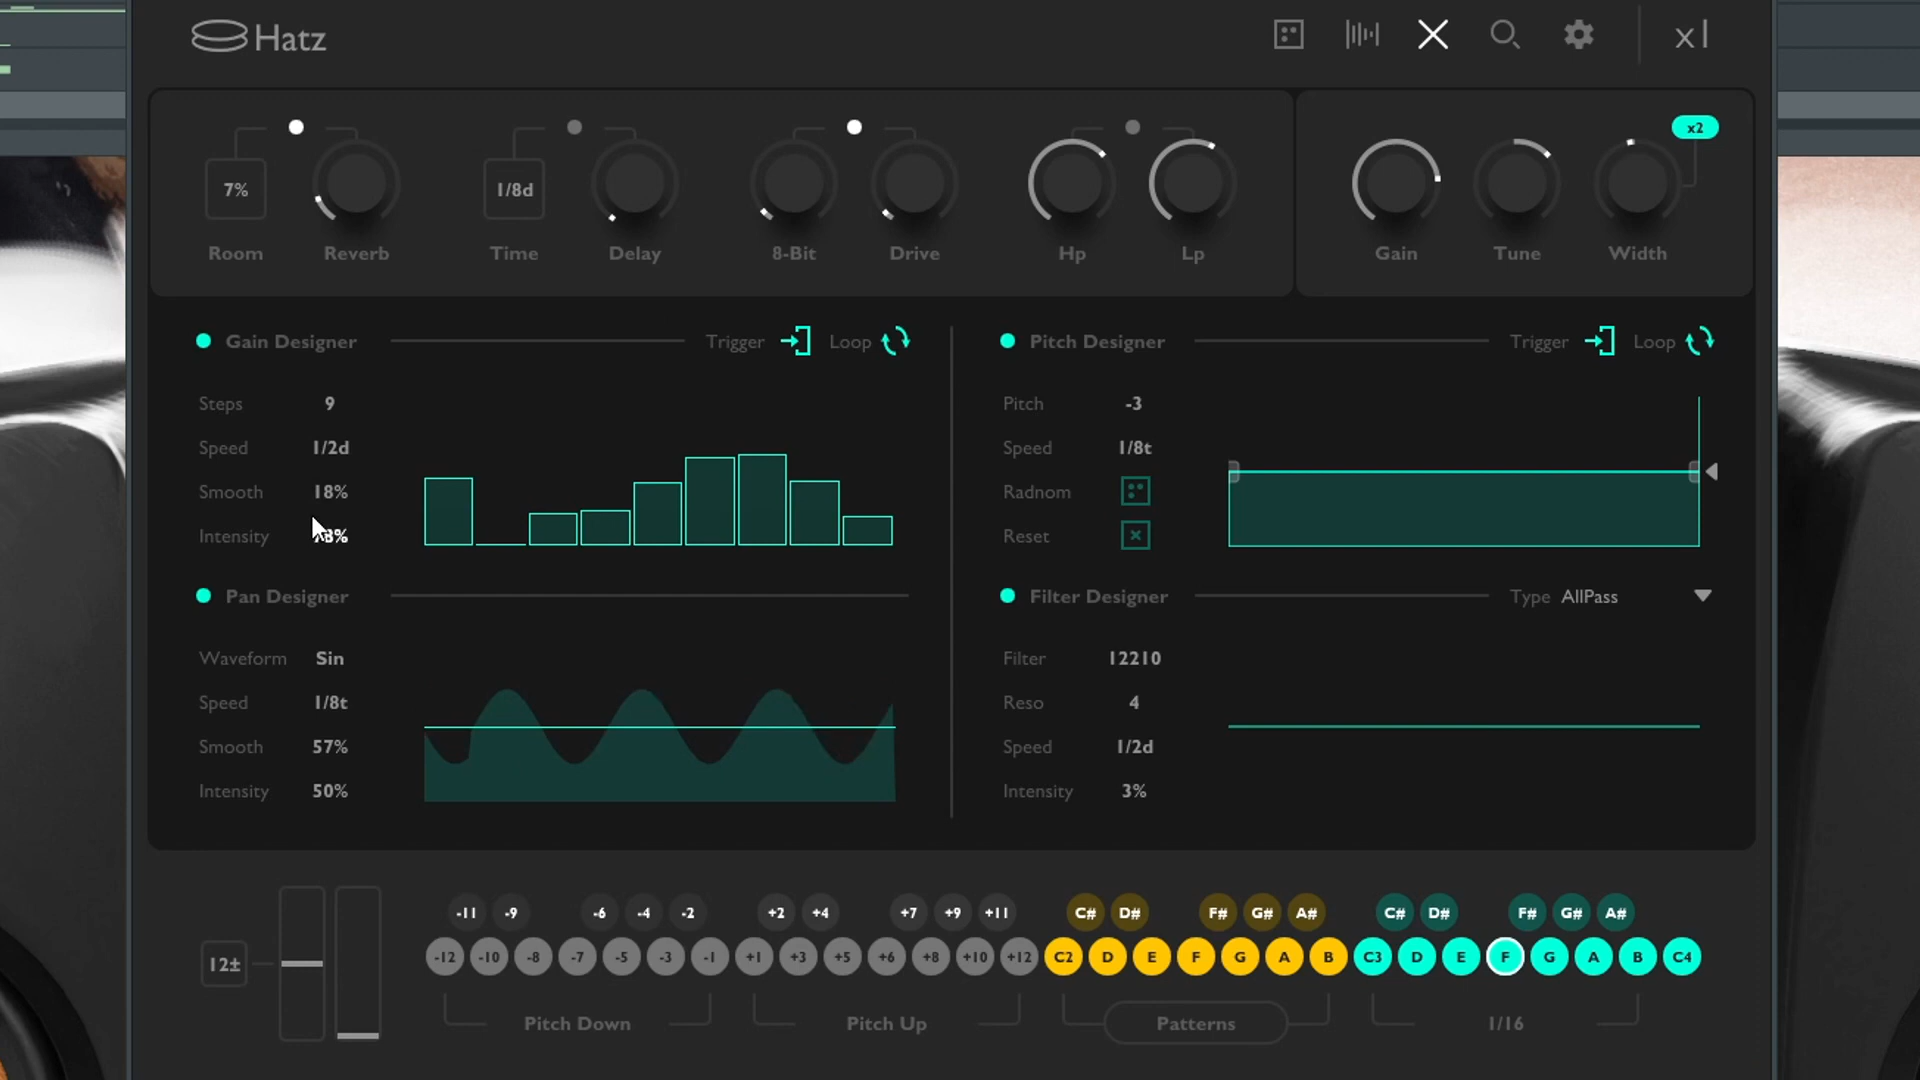 Hatz
x|
x2
7%
1/8d
Room
Reverb
Time
Delay
8-Bit
Drive
Hp
Lp
Gain
Tune
Width
Gain Designer
Trigger
Loop
Steps 9
Speed 1/2d
Smooth 18%
Intensity
Pitch Designer
Trigger
Loop
Pitch -3
Speed 1/8t
Radnom
Reset
Pan Designer
Waveform Sin
Speed 1/8t
Smooth 57%
Intensity 50%
Filter Designer
Type AllPass
Filter 12210
Reso 4
Speed 1/2d
Intensity 3%
-11 -9 -6 -4 -2 +2 +4 +7 +9 +11 C# D# F# G# A# C# D# F# G# A#
12± -12 -10 -8 -7 -5 -3 -1 +1 +3 +5 +6 +8 +10 +12 C2 D E F G A B C3 D E F G A B C4
Pitch Down
Pitch Up
Patterns
1/16